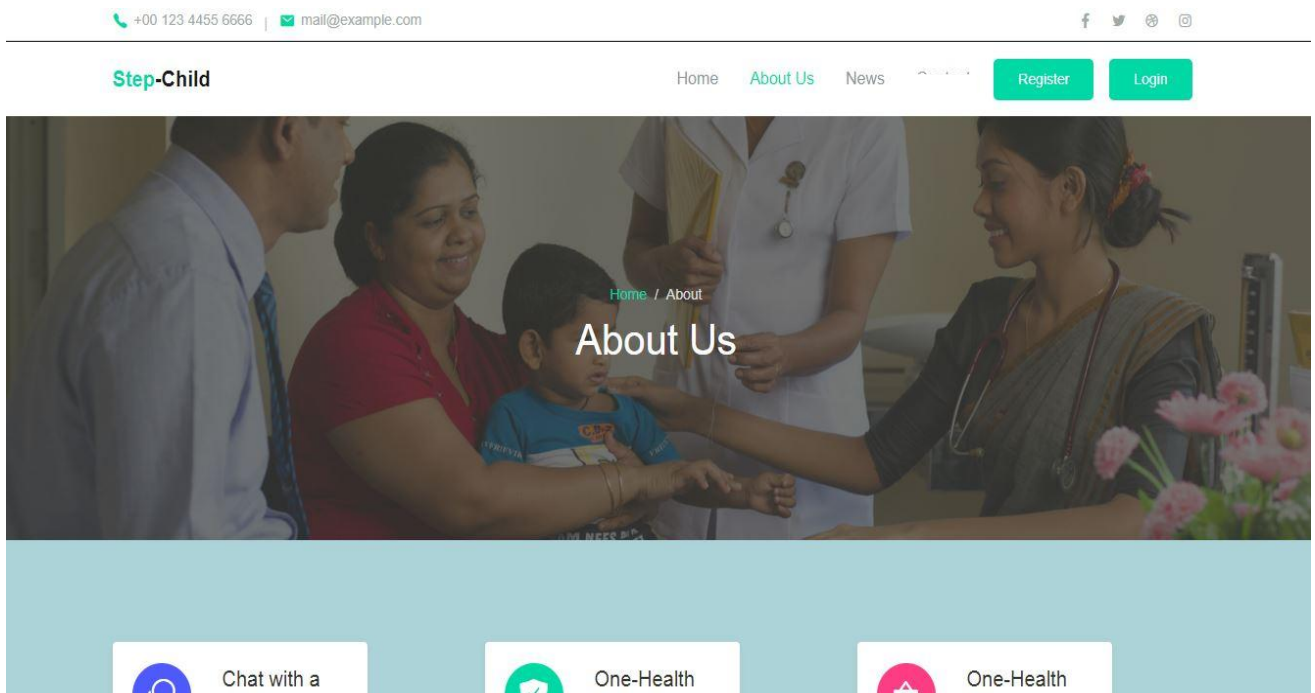 +00 123 4455 6666 | mail@example.com
Step-Child
Home About Us News Register Login
Home / About
About Us
Chat with a
One-Health
One-Health